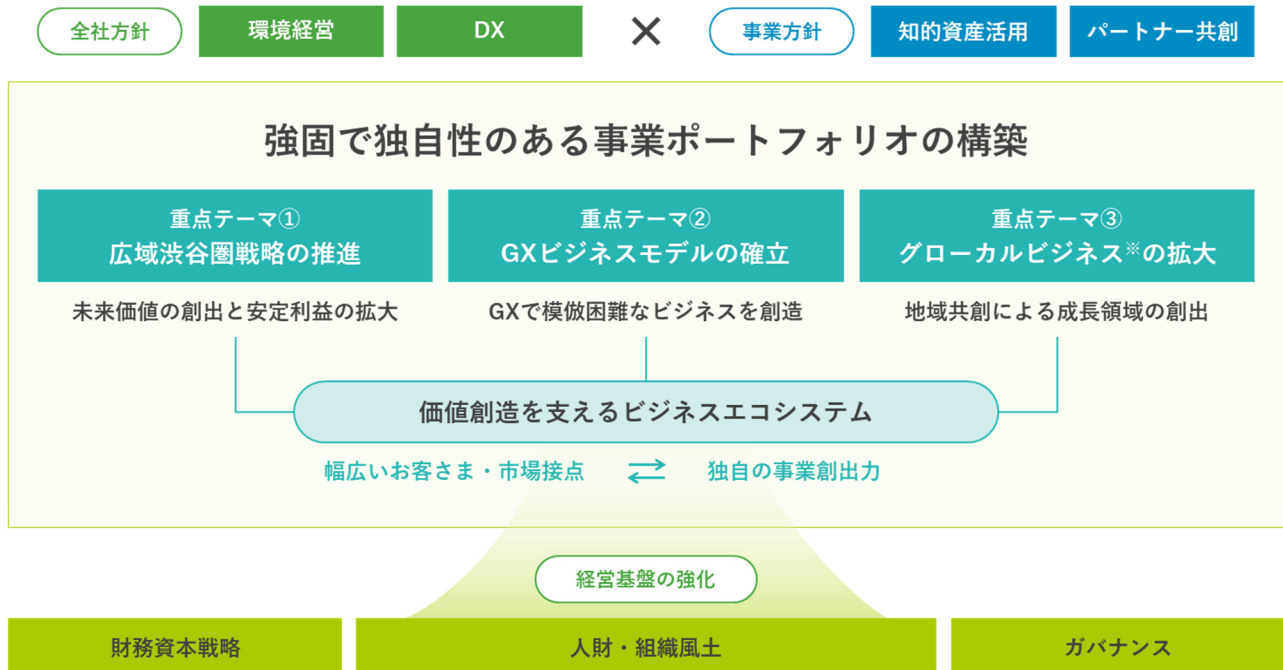 全社方針 環境経営 DX × 事業方針 知的資産活用 パートナー共創
強固で独自性のある事業ポートフォリオの構築
重点テーマ①
広域渋谷圏戦略の推進
未来価値の創出と安定利益の拡大
重点テーマ②
GXビジネスモデルの確立
GXで模倣困難なビジネスを創造
重点テーマ③
グローカルビジネス※の拡大
地域共創による成長領域の創出
価値創造を支えるビジネスエコシステム
幅広いお客さま・市場接点 ⇄ 独自の事業創出力
経営基盤の強化
財務資本戦略 人財・組織風土 ガバナンス